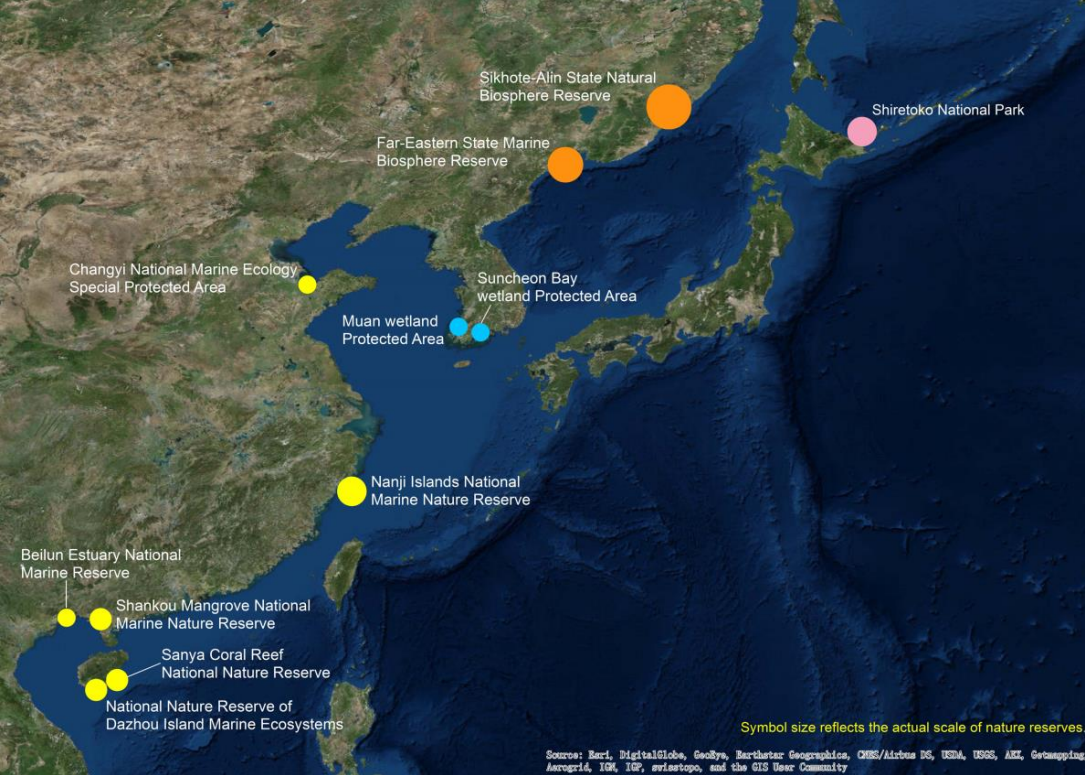 Sikhote-Alin State Natural
Biosphere Reserve
Shiretoko National Park
Far-Eastern State Marine
Biosphere Reserve
Changyi National Marine Ecology
Special Protected Area
Suncheon Bay
wetland Protected Area
Muan wetland
Protected Area
Nanji Islands National
Marine Nature Reserve
Beilun Estuary National
Marine Reserve
Shankou Mangrove National
Marine Nature Reserve
Sanya Coral Reef
National Nature Reserve
National Nature Reserve of
Dazhou Island Marine Ecosystems
Symbol size reflects the actual scale of nature reserves.
Source: Esri, DigitalGlobe, GeoEye, Earthstar Geographics, CNES/Airbus DS, USDA, USGS, AEX, Getmapping
Aerogrid, IGN, IGP, swisstopo, and the GIS User Community